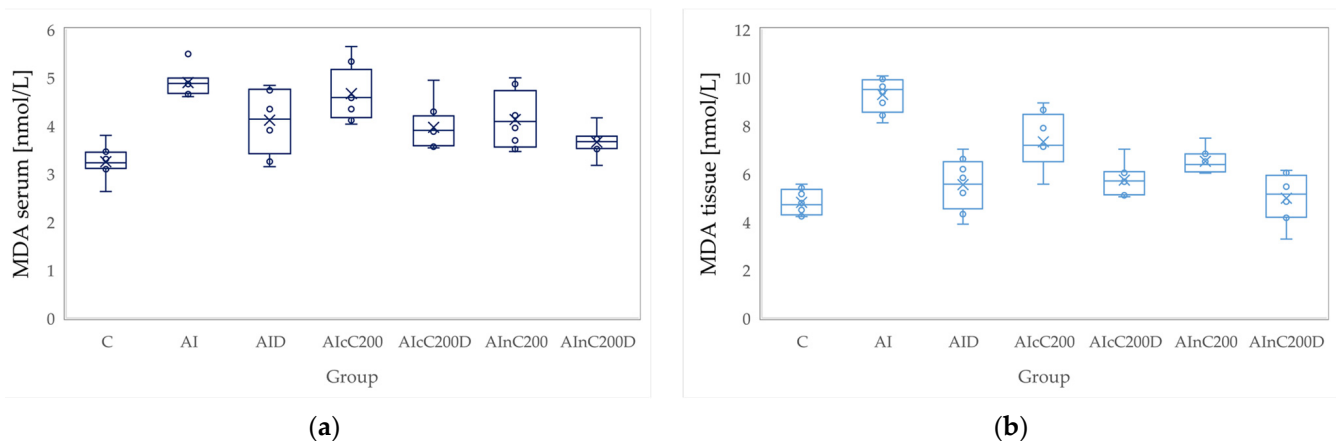 MDA serum [nmol/L]
6
5
4
3
2
1
0
C AI AID AIcC200 AIcC200D AInC200 AInC200D
Group
(a)
MDA tissue [nmol/L]
12
10
8
6
4
2
0
C AI AID AIcC200 AIcC200D AInC200 AInC200D
Group
(b)